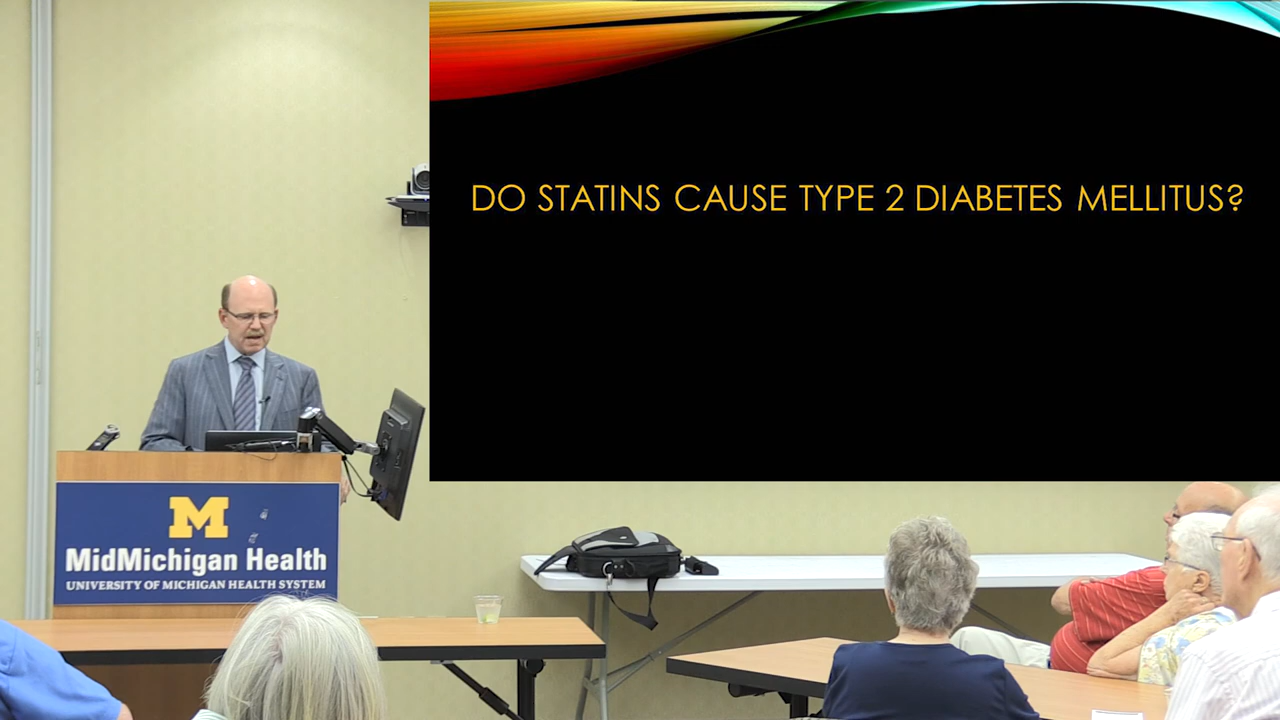 DO STATINS CAUSE TYPE 2 DIABETES MELLITUS?
M
MidMichigan Health
UNIVERSITY OF MICHIGAN HEALTH SYSTEM